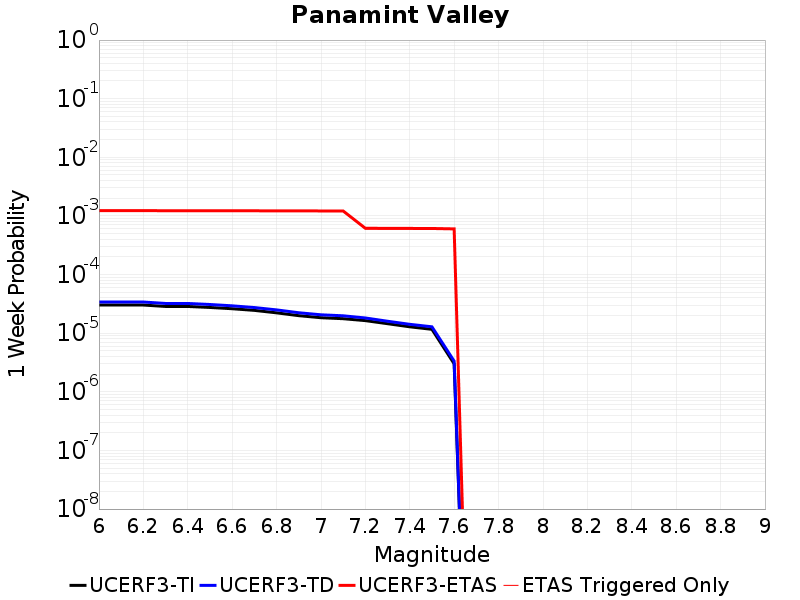 Panamint Valley
10^0
10^-1
10^-2
10^-3
10^-4
10^-5
10^-6
10^-7
10^-8
1 Week Probability
6 6.2 6.4 6.6 6.8 7 7.2 7.4 7.6 7.8 8 8.2 8.4 8.6 8.8 9
Magnitude
UCERF3-TI UCERF3-TD UCERF3-ETAS ETAS Triggered Only